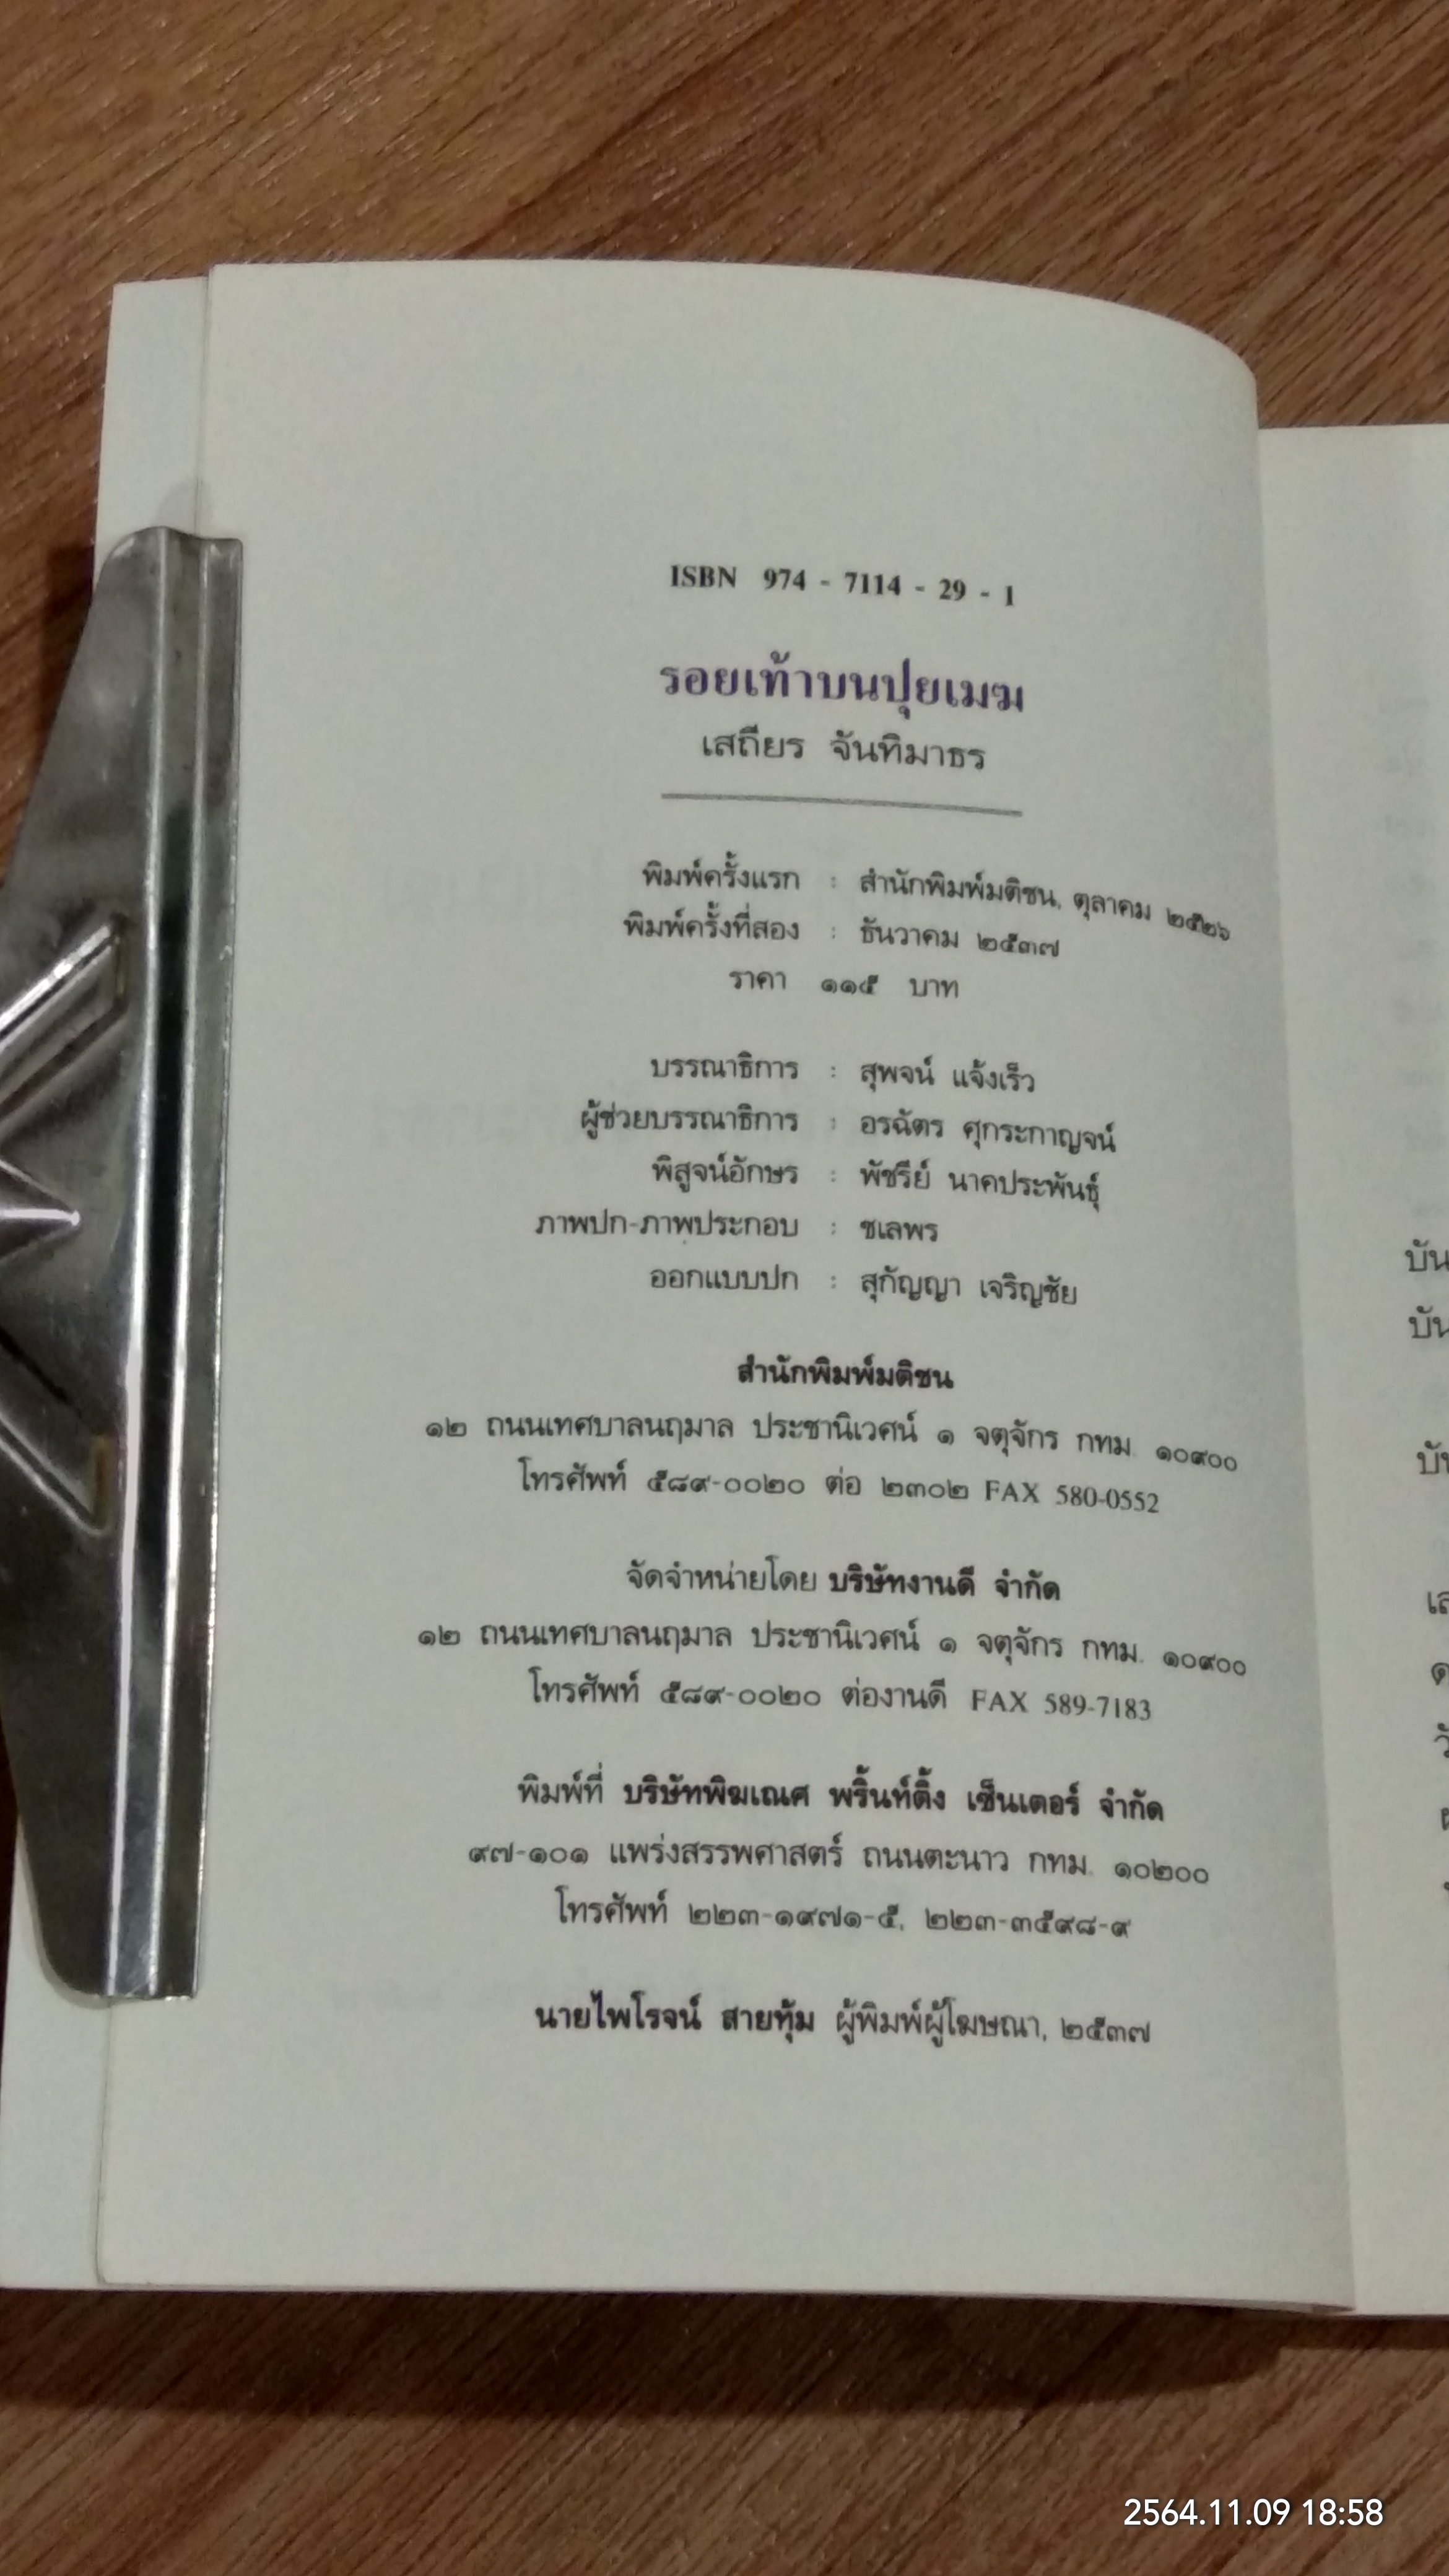 ISBN 974 - 7114 - 29 - 1
รอยเท้าบนปุยเมฆ
เสถียร จันทิมาธร
พิมพ์ครั้งแรก : สำนักพิมพ์มติชน, ตุลาคม ๒๕๒๖
พิมพ์ครั้งที่สอง : ธันวาคม ๒๕๓๗
ราคา ๑๑๕ บาท
บรรณาธิการ : สุพจน์ แจ้งเร็ว
ผู้ช่วยบรรณาธิการ : อรฉัตร ศุกระกาญจน์
พิสูจน์อักษร : พัชรีย์ นาคประพันธุ์
ภาพปก-ภาพประกอบ : ชเลพร
ออกแบบปก : สุกัญญา เจริญชัย
สำนักพิมพ์มติชน
๑๒ ถนนเทศบาลนฤมาล ประชานิเวศน์ ๑ จตุจักร กทม. ๑๐๙๐๐
โทรศัพท์ ๕๘๙-๐๐๒๐ ต่อ ๒๓๐๒ FAX 580-0552
จัดจำหน่ายโดย บริษัทงานดี จำกัด
๑๒ ถนนเทศบาลนฤมาล ประชานิเวศน์ ๑ จตุจักร กทม. ๑๐๙๐๐
โทรศัพท์ ๕๘๙-๐๐๒๐ ต่องานดี FAX 589-7183
พิมพ์ที่ บริษัทพิฆเณศ พริ้นท์ติ้ง เซ็นเตอร์ จำกัด
๙๗-๑๐๑ แพร่งสรรพศาสตร์ ถนนตะนาว กทม. ๑๐๒๐๐
โทรศัพท์ ๒๒๓-๑๙๗๑-๕, ๒๒๓-๓๕๙๘-๙
นายไพโรจน์ สายทุ้ม ผู้พิมพ์ผู้โฆษณา, ๒๕๓๗
2564.11.09 18:58